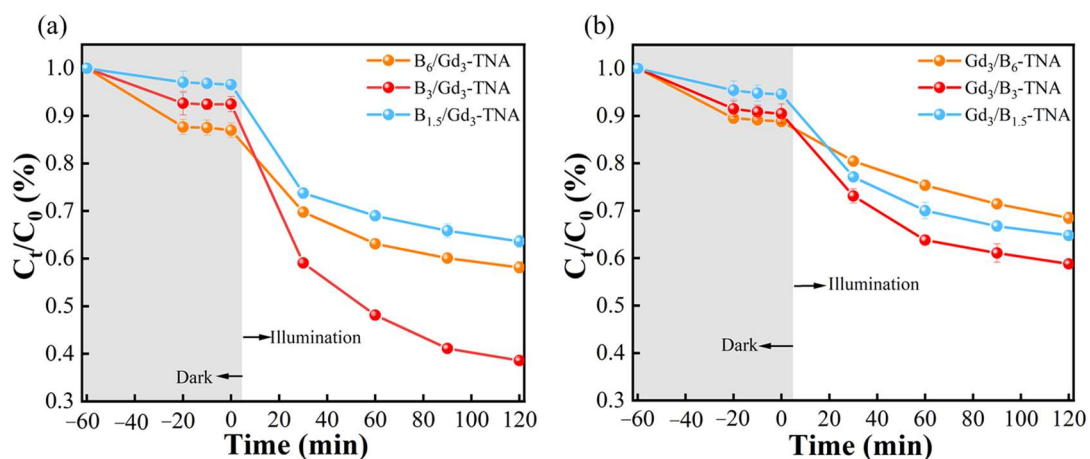 (a)
B₆/Gd₃-TNA
B₃/Gd₃-TNA
B₁.₅/Gd₃-TNA
1.0
0.9
0.8
0.7
0.6
0.5
0.4
0.3
Cₜ/C₀ (%)
Illumination
Dark
−60 −40 −20 0 20 40 60 80 100 120
Time (min)
(b)
Gd₃/B₆-TNA
Gd₃/B₃-TNA
Gd₃/B₁.₅-TNA
1.0
0.9
0.8
0.7
0.6
0.5
0.4
0.3
Cₜ/C₀ (%)
Illumination
Dark
−60 −40 −20 0 20 40 60 80 100 120
Time (min)